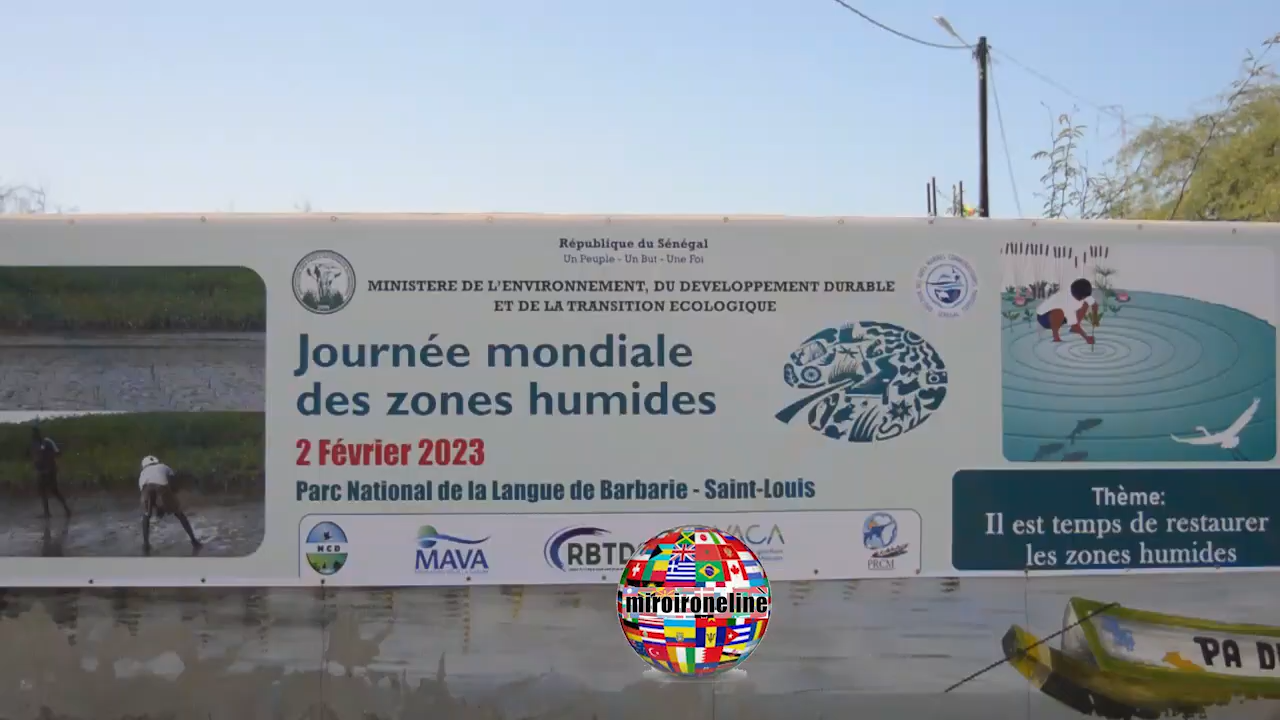 République du Sénégal
Un Peuple - Un But - Une Foi
MINISTERE DE L'ENVIRONNEMENT, DU DEVELOPPEMENT DURABLE
ET DE LA TRANSITION ECOLOGIQUE
Journée mondiale
des zones humides
2 Février 2023
Parc National de la Langue de Barbarie - Saint-Louis
MCD
MAVA
RBTD
WACA
PRCM
Thème:
Il est temps de restaurer
les zones humides
miroironeline
PA D